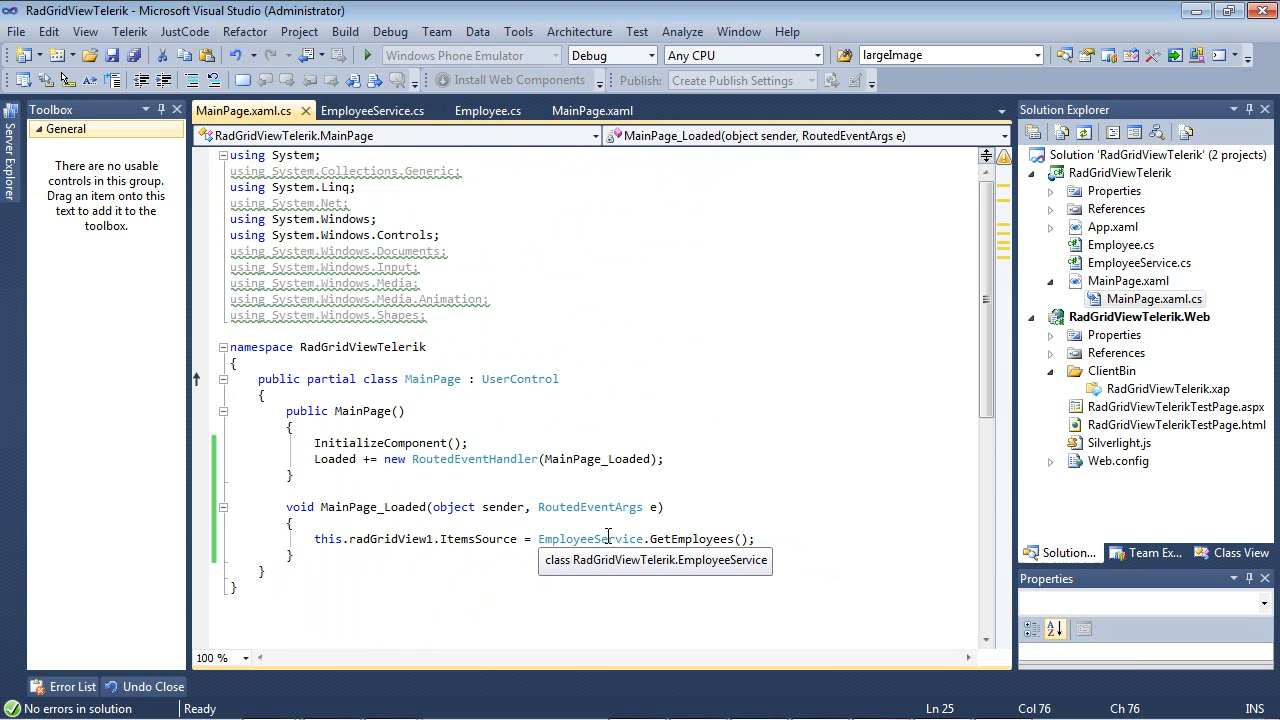 RadGridViewTelerik - Microsoft Visual Studio (Administrator)
File Edit View Telerik JustCode Refactor Project Build Debug Team Data Tools Architecture Test Analyze Window Help
Windows Phone Emulator Debug Any CPU largeImage
Install Web Components Publish: Create Publish Settings
Server Explorer
Toolbox
General
There are no usable
controls in this group.
Drag an item onto this
text to add it to the
toolbox.
MainPage.xaml.cs EmployeeService.cs Employee.cs MainPage.xaml
RadGridViewTelerik.MainPage MainPage_Loaded(object sender, RoutedEventArgs e)
using System;
using System.Collections.Generic;
using System.Linq;
using System.Net;
using System.Windows;
using System.Windows.Controls;
using System.Windows.Documents;
using System.Windows.Input;
using System.Windows.Media;
using System.Windows.Media.Animation;
using System.Windows.Shapes;
namespace RadGridViewTelerik
{
public partial class MainPage : UserControl
{
public MainPage()
{
InitializeComponent();
Loaded += new RoutedEventHandler(MainPage_Loaded);
}
void MainPage_Loaded(object sender, RoutedEventArgs e)
{
this.radGridView1.ItemsSource = EmployeeService.GetEmployees();
}
class RadGridViewTelerik.EmployeeService
}
}
100 %
Solution Explorer
Solution 'RadGridViewTelerik' (2 projects)
RadGridViewTelerik
Properties
References
App.xaml
Employee.cs
EmployeeService.cs
MainPage.xaml
MainPage.xaml.cs
RadGridViewTelerik.Web
Properties
References
ClientBin
RadGridViewTelerik.xap
RadGridViewTelerikTestPage.aspx
RadGridViewTelerikTestPage.html
Silverlight.js
Web.config
Solution... Team Ex... Class View
Properties
Error List Undo Close
No errors in solution Ready Ln 25 Col 76 Ch 76 INS